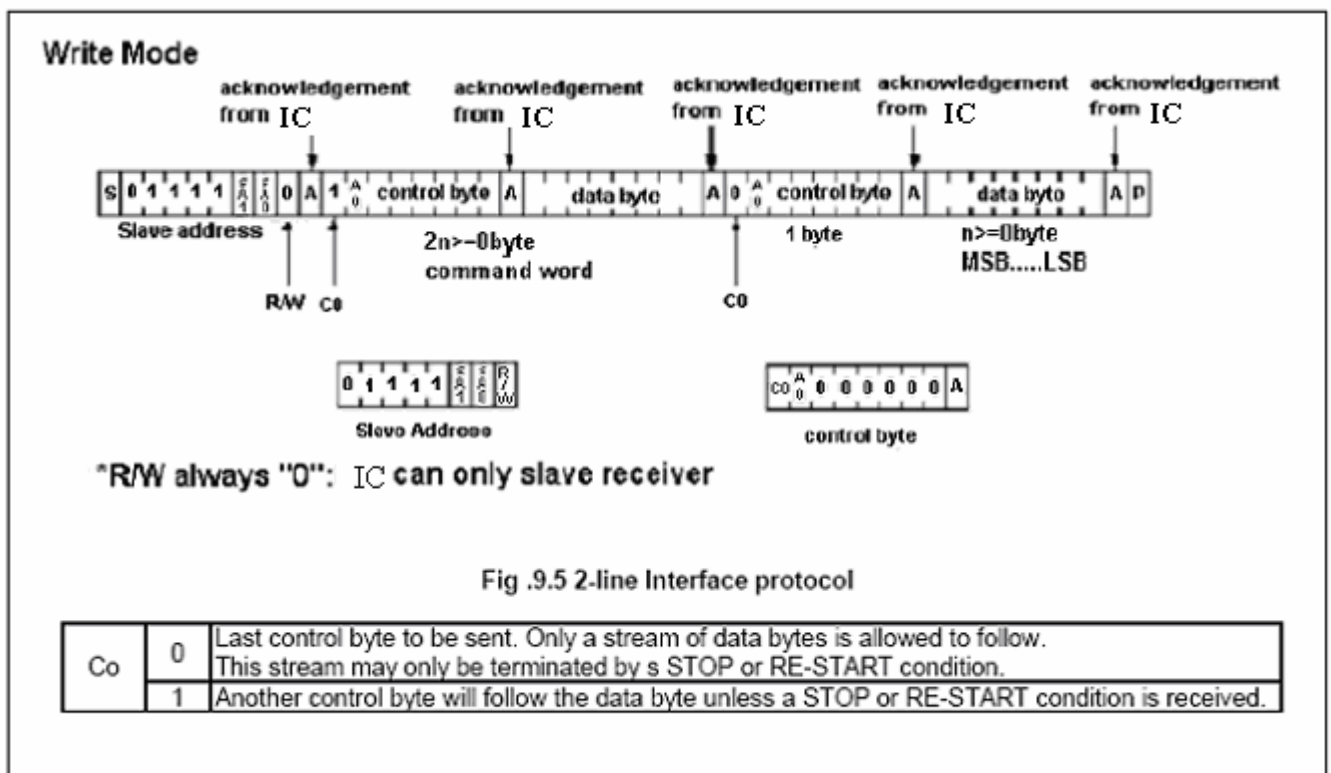 Write Mode
acknowledgement from IC
acknowledgement from IC
acknowledgement from IC
acknowledgement from IC
acknowledgement from IC
S 0 1 1 1 1 SA1 SA0 0 A 1 A0 control byte A data byte A 0 A0 control byte A data byte A P
Slave address
2n>=0byte
command word
1 byte
n>=0byte
MSB.....LSB
R/W C0
C0
0 1 1 1 1 SA1 SA0 R/W
Slave Address
co A0 0 0 0 0 0 0 A
control byte
*R/W always "0": IC can only slave receiver
Fig .9.5 2-line Interface protocol
Co
0 Last control byte to be sent. Only a stream of data bytes is allowed to follow.
This stream may only be terminated by s STOP or RE-START condition.
1 Another control byte will follow the data byte unless a STOP or RE-START condition is received.